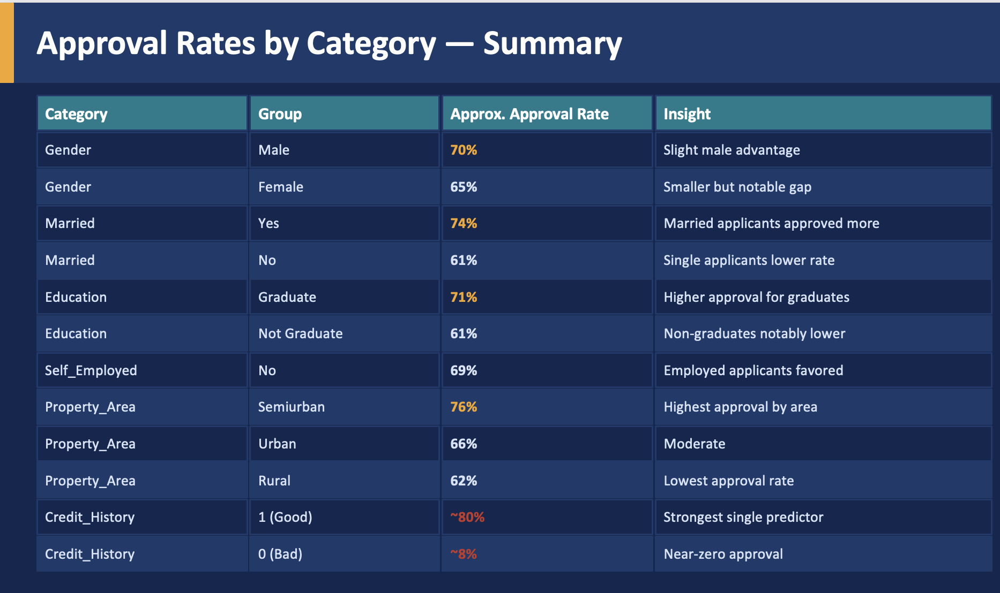 Approval Rates by Category — Summary
Category Group Approx. Approval Rate Insight
Gender Male 70% Slight male advantage
Gender Female 65% Smaller but notable gap
Married Yes 74% Married applicants approved more
Married No 61% Single applicants lower rate
Education Graduate 71% Higher approval for graduates
Education Not Graduate 61% Non-graduates notably lower
Self_Employed No 69% Employed applicants favored
Property_Area Semiurban 76% Highest approval by area
Property_Area Urban 66% Moderate
Property_Area Rural 62% Lowest approval rate
Credit_History 1 (Good) ~80% Strongest single predictor
Credit_History 0 (Bad) ~8% Near-zero approval